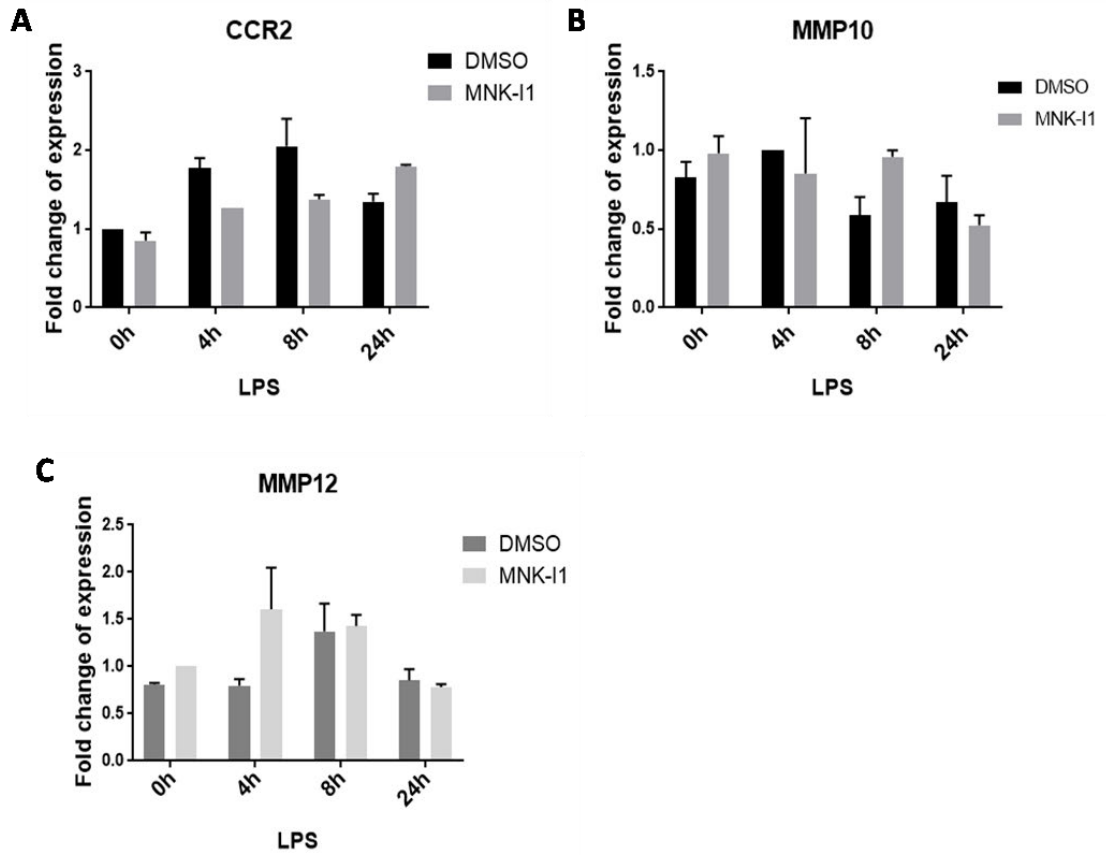 A
CCR2
Fold change of expression
3
2
1
0
0h
4h
8h
24h
LPS
DMSO
MNK-I1
B
MMP10
Fold change of expression
1.5
1.0
0.5
0.0
0h
4h
8h
24h
LPS
DMSO
MNK-I1
C
MMP12
Fold change of expression
2.5
2.0
1.5
1.0
0.5
0.0
0h
4h
8h
24h
LPS
DMSO
MNK-I1